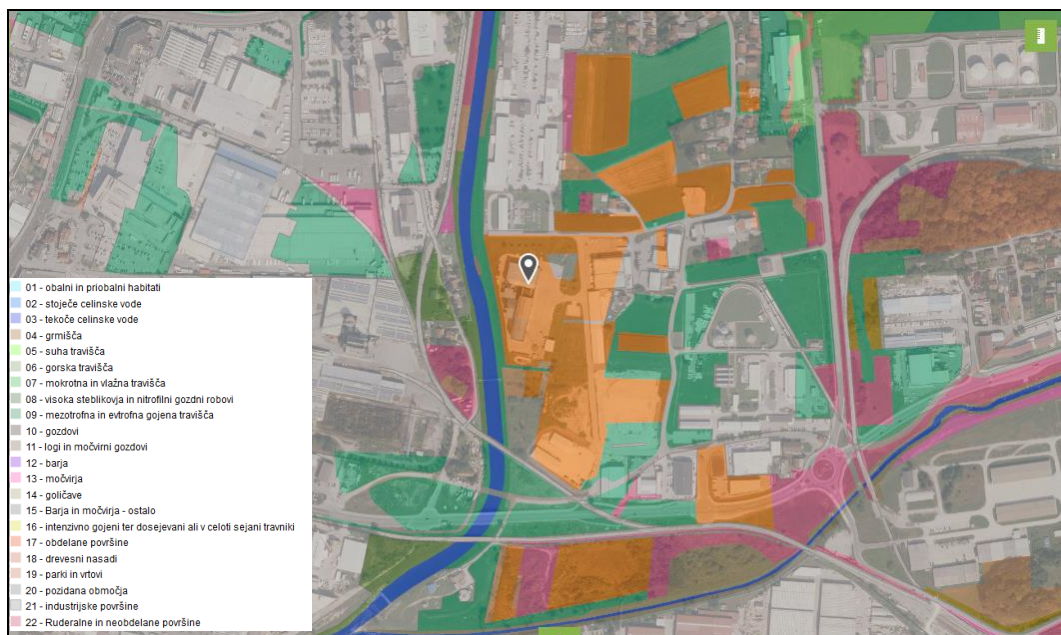 01 - obalni in priobalni habitati
02 - stoječe celinske vode
03 - tekoče celinske vode
04 - grmišča
05 - suha travišča
06 - gorska travišča
07 - mokrotna in vlažna travišča
08 - visoka steblikovja in nitrofilni gozdni robovi
09 - mezotrofna in evtrofna gojena travišča
10 - gozdovi
11 - logi in močvirni gozdovi
12 - barja
13 - močvirja
14 - goličave
15 - Barja in močvirja - ostalo
16 - intenzivno gojeni ter dosejevani ali v celoti sejani travniki
17 - obdelane površine
18 - drevesni nasadi
19 - parki in vrtovi
20 - pozidana območja
21 - industrijske površine
22 - Ruderalne in neobdelane površine